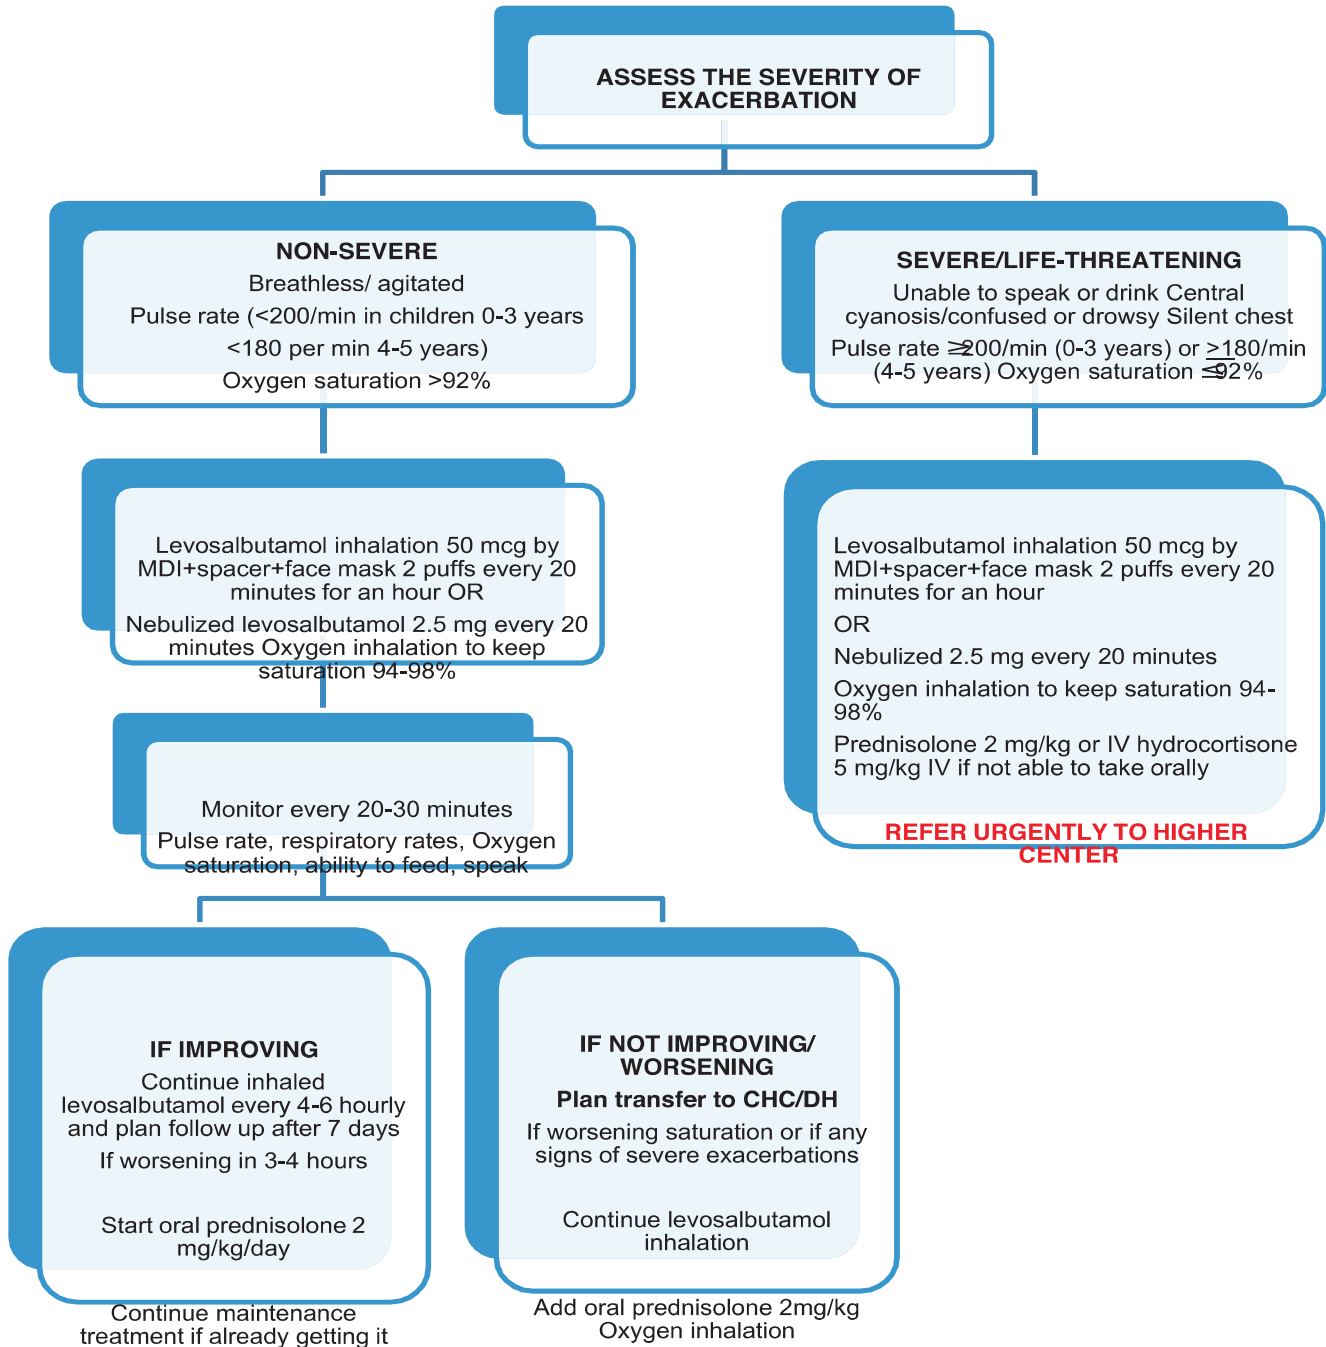 ASSESS THE SEVERITY OF
EXACERBATION
NON-SEVERE
Breathless/ agitated
Pulse rate (<200/min in children 0-3 years
<180 per min 4-5 years)
Oxygen saturation >92%
SEVERE/LIFE-THREATENING
Unable to speak or drink Central
cyanosis/confused or drowsy Silent chest
Pulse rate ≥200/min (0-3 years) or >180/min
(4-5 years) Oxygen saturation ≤92%
Levosalbutamol inhalation 50 mcg by
MDI+spacer+face mask 2 puffs every 20
minutes for an hour OR
Nebulized levosalbutamol 2.5 mg every 20
minutes Oxygen inhalation to keep
saturation 94-98%
Levosalbutamol inhalation 50 mcg by
MDI+spacer+face mask 2 puffs every 20
minutes for an hour
OR
Nebulized 2.5 mg every 20 minutes
Oxygen inhalation to keep saturation 94-
98%
Prednisolone 2 mg/kg or IV hydrocortisone
5 mg/kg IV if not able to take orally
REFER URGENTLY TO HIGHER
CENTER
Monitor every 20-30 minutes
Pulse rate, respiratory rates, Oxygen
saturation, ability to feed, speak
IF IMPROVING
Continue inhaled
levosalbutamol every 4-6 hourly
and plan follow up after 7 days
If worsening in 3-4 hours
Start oral prednisolone 2
mg/kg/day
Continue maintenance
treatment if already getting it
IF NOT IMPROVING/
WORSENING
Plan transfer to CHC/DH
If worsening saturation or if any
signs of severe exacerbations
Continue levosalbutamol
inhalation
Add oral prednisolone 2mg/kg
Oxygen inhalation